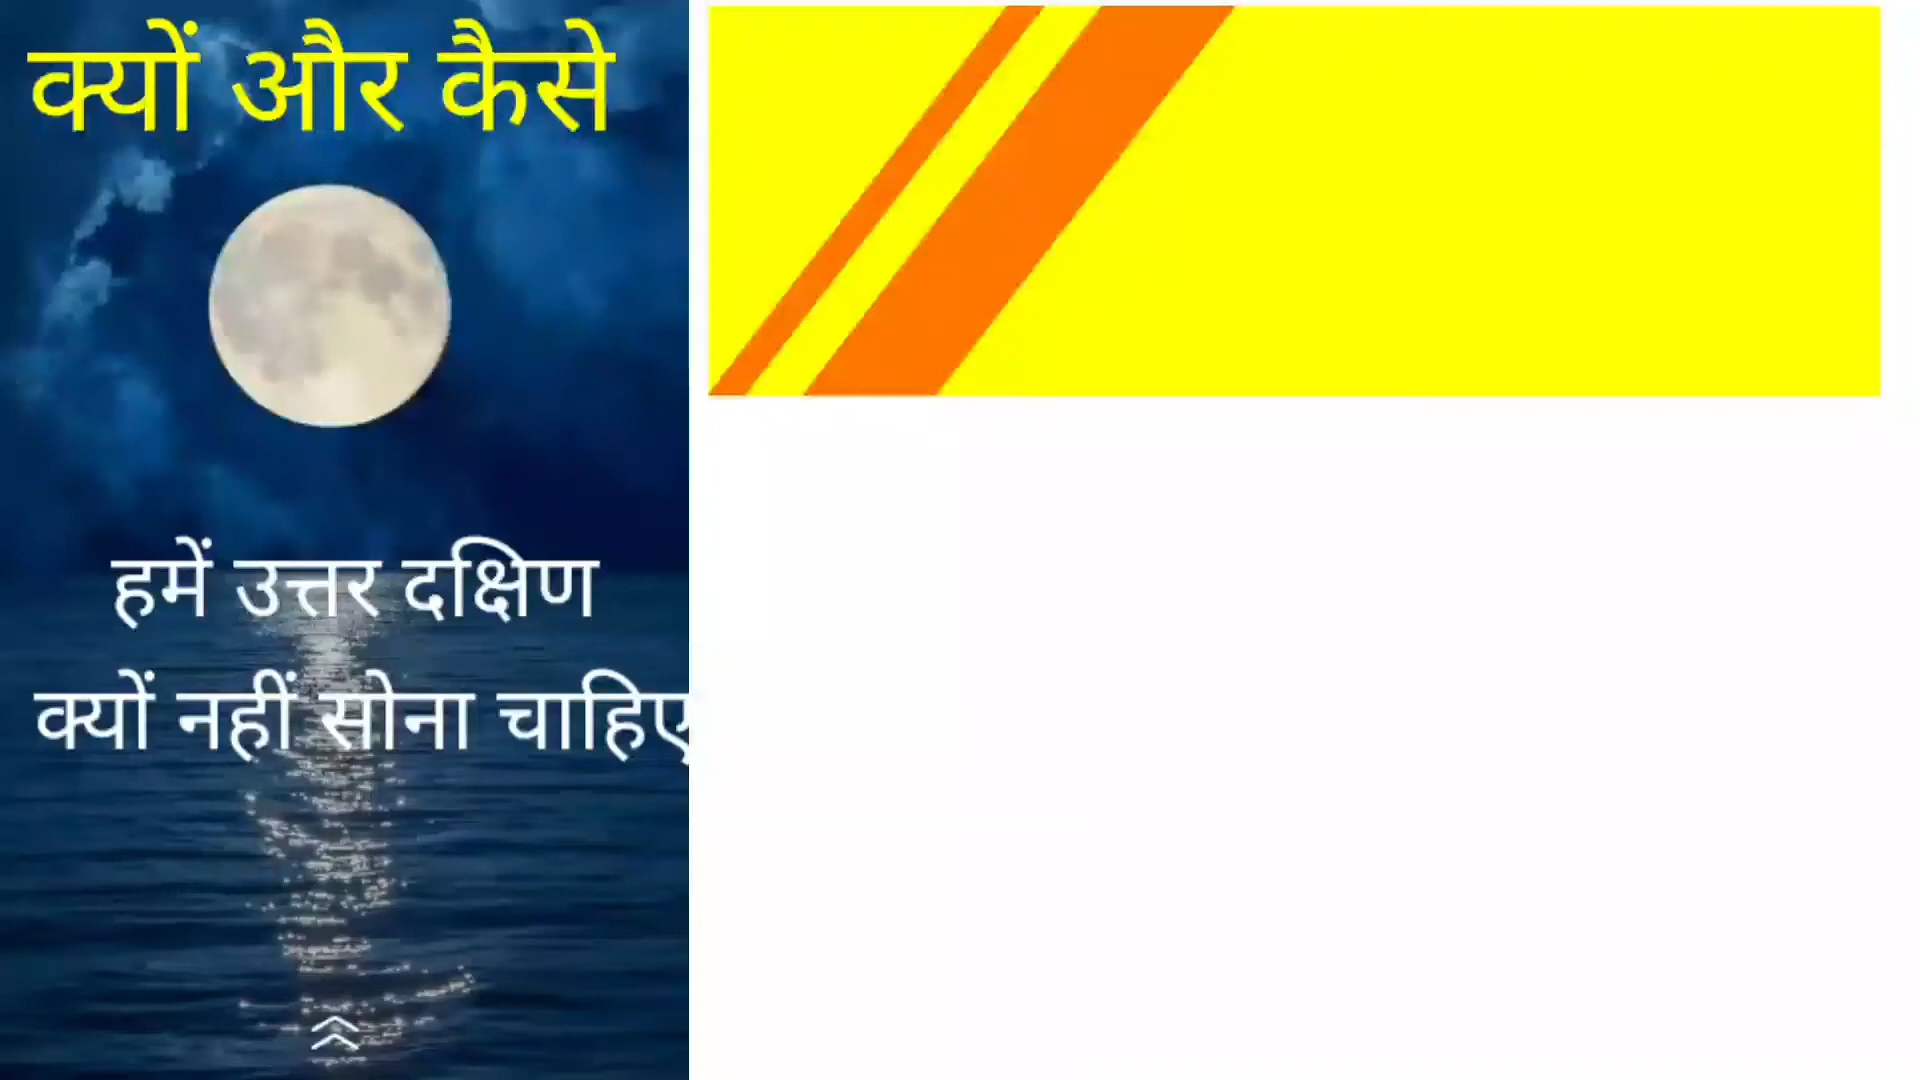 क्यों और कैसे
हमें उत्तर दक्षिण
क्यों नहीं सोना चाहिए